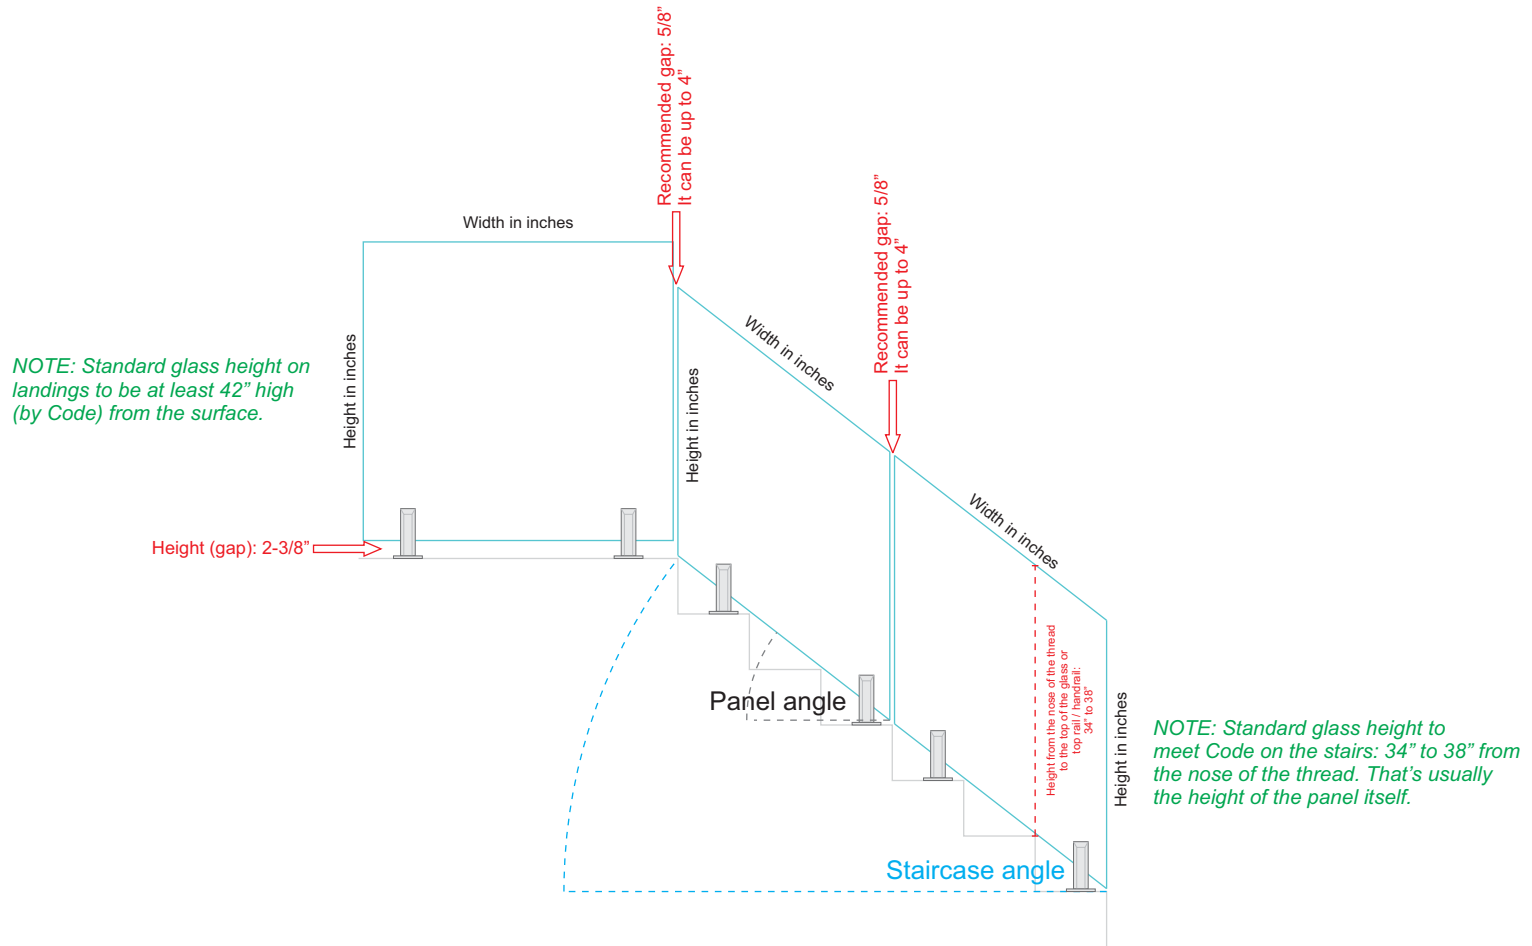 Recommended gap: 5/8”
It can be up to 4”
Recommended gap: 5/8”
It can be up to 4”
Width in inches
Width in inches
Height in inches
NOTE: Standard glass height on
landings to be at least 42” high
(by Code) from the surface.
Height in inches
Width in inches
Height (gap): 2-3/8”
Height from the nose of the thread
to the top of the glass or
top rail / handrail:
34” to 38”
Panel angle
Height in inches
NOTE: Standard glass height to
meet Code on the stairs: 34” to 38” from
the nose of the thread. That’s usually
the height of the panel itself.
Staircase angle